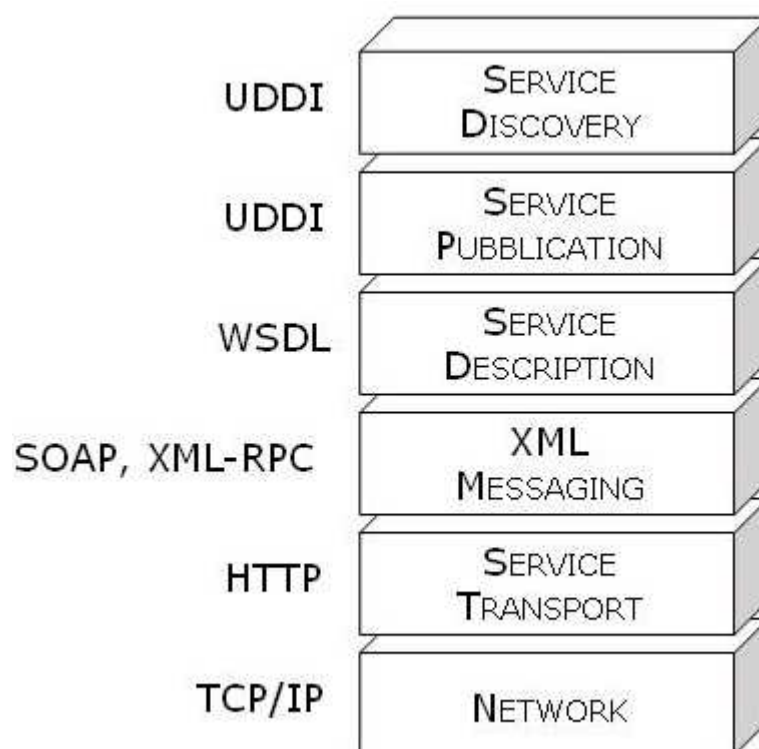 UDDI
SERVICE
DISCOVERY
UDDI
SERVICE
PUBBLICATION
WSDL
SERVICE
DESCRIPTION
SOAP, XML-RPC
XML
MESSAGING
HTTP
SERVICE
TRANSPORT
TCP/IP
NETWORK